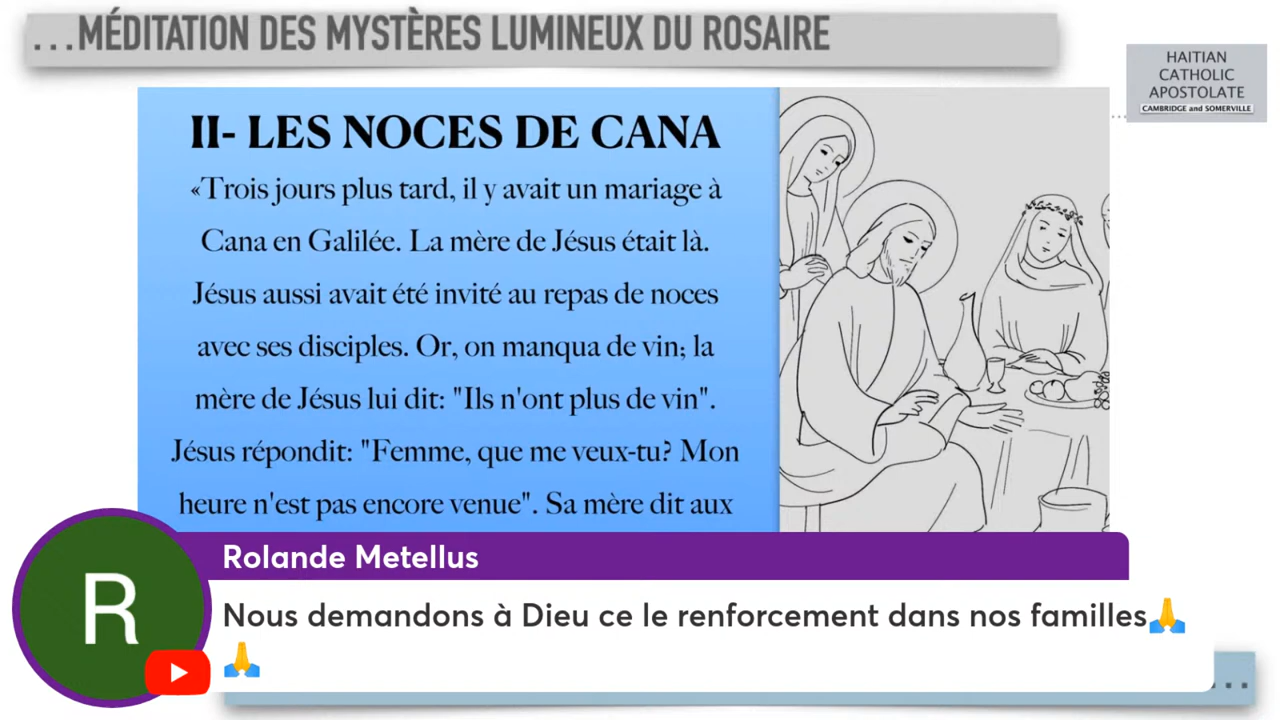 ...MÉDITATION DES MYSTÈRES LUMINEUX DU ROSAIRE
HAITIAN
CATHOLIC
APOSTOLATE
CAMBRIDGE and SOMERVILLE
II- LES NOCES DE CANA
«Trois jours plus tard, il y avait un mariage à
Cana en Galilée. La mère de Jésus était là.
Jésus aussi avait été invité au repas de noces
avec ses disciples. Or, on manqua de vin; la
mère de Jésus lui dit: "Ils n'ont plus de vin".
Jésus répondit: "Femme, que me veux-tu? Mon
heure n'est pas encore venue". Sa mère dit aux
R
Rolande Metellus
Nous demandons à Dieu ce le renforcement dans nos familles🙏
🙏